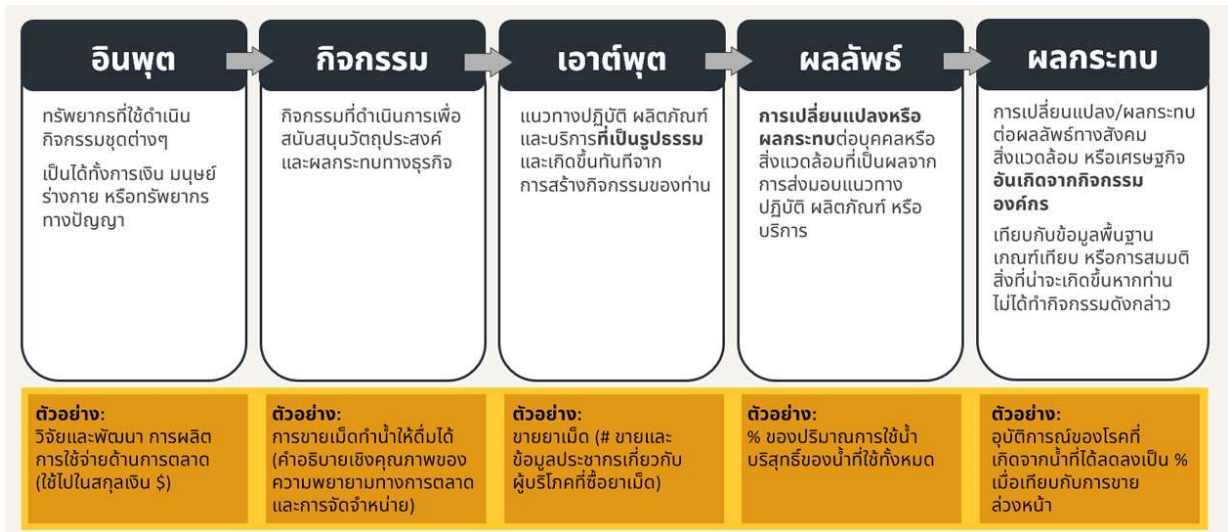 อินพุต
กิจกรรม
เอาต์พุต
ผลลัพธ์
ผลกระทบ
ทรัพยากรที่ใช้ดำเนิน
กิจกรรมชุดต่างๆ
เป็นได้ทั้งการเงิน มนุษย์
ร่างกาย หรือทรัพยากร
ทางปัญญา
กิจกรรมที่ดำเนินการเพื่อ
สนับสนุนวัตถุประสงค์
และผลกระทบทางธุรกิจ
แนวทางปฏิบัติ ผลิตภัณฑ์
และบริการที่เป็นรูปธรรม
และเกิดขึ้นทันทีจาก
การสร้างกิจกรรมของท่าน
การเปลี่ยนแปลงหรือ
ผลกระทบต่อบุคคลหรือ
สิ่งแวดล้อมที่เป็นผลจาก
การส่งมอบแนวทาง
ปฏิบัติ ผลิตภัณฑ์ หรือ
บริการ
การเปลี่ยนแปลง/ผลกระทบ
ต่อผลลัพธ์ทางสังคม
สิ่งแวดล้อม หรือเศรษฐกิจ
อันเกิดจากกิจกรรม
องค์กร
เทียบกับข้อมูลพื้นฐาน
เกณฑ์เทียบ หรือการสมมติ
สิ่งที่น่าจะเกิดขึ้นหากท่าน
ไม่ได้ทำกิจกรรมดังกล่าว
ตัวอย่าง:
วิจัยและพัฒนา การผลิต
การใช้จ่ายด้านการตลาด
(ใช้ไปในสกุลเงิน $)
ตัวอย่าง:
การขายเม็ดทำน้ำให้ดื่มได้
(คำอธิบายเชิงคุณภาพของ
ความพยายามทางการตลาด
และการจัดจำหน่าย)
ตัวอย่าง:
ขายยาเม็ด (# ขายและ
ข้อมูลประชากรเกี่ยวกับ
ผู้บริโภคที่ซื้อยาเม็ด)
ตัวอย่าง:
% ของปริมาณการใช้น้ำ
บริสุทธิ์ของน้ำที่ใช้ทั้งหมด
ตัวอย่าง:
อุบัติการณ์ของโรคที่
เกิดจากน้ำที่ได้ลดลงเป็น %
เมื่อเทียบกับการขาย
ล่วงหน้า